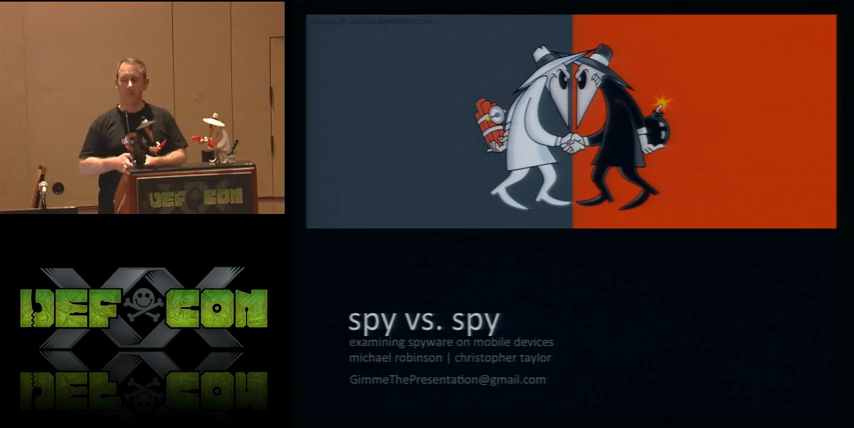 DEF CON
DEF CON
XX
spy vs. spy
examining spyware on mobile devices
michael robinson | christopher taylor
GimmeThePresentation@gmail.com